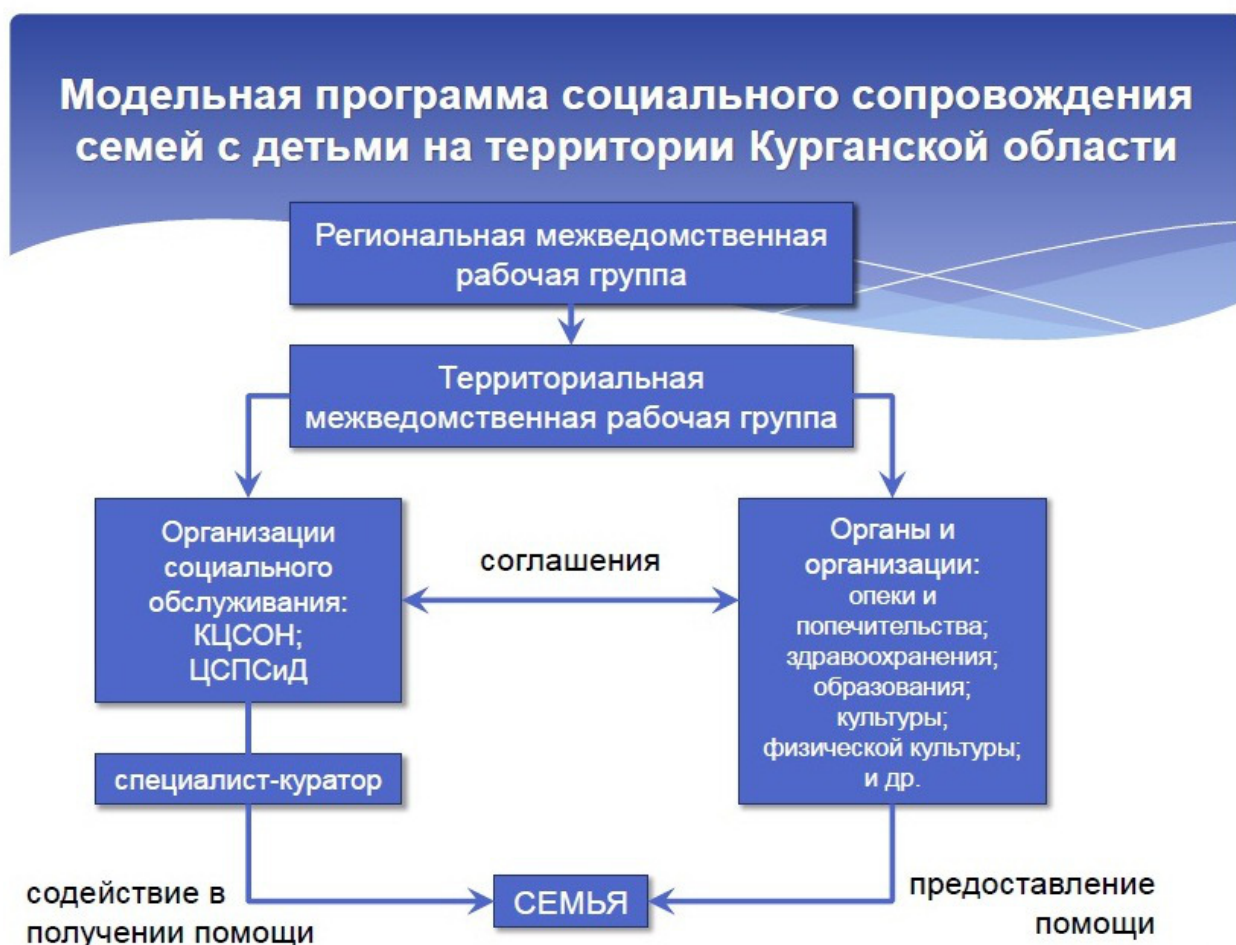 Модельная программа социального сопровождения
семей с детьми на территории Курганской области
Региональная межведомственная
рабочая группа
Территориальная
межведомственная рабочая группа
Организации
социального
обслуживания:
КЦСОН;
ЦСПСиД
соглашения
Органы и
организации:
опеки и
попечительства;
здравоохранения;
образования;
культуры;
физической культуры;
и др.
специалист-куратор
содействие в
получении помощи
СЕМЬЯ
предоставление
помощи